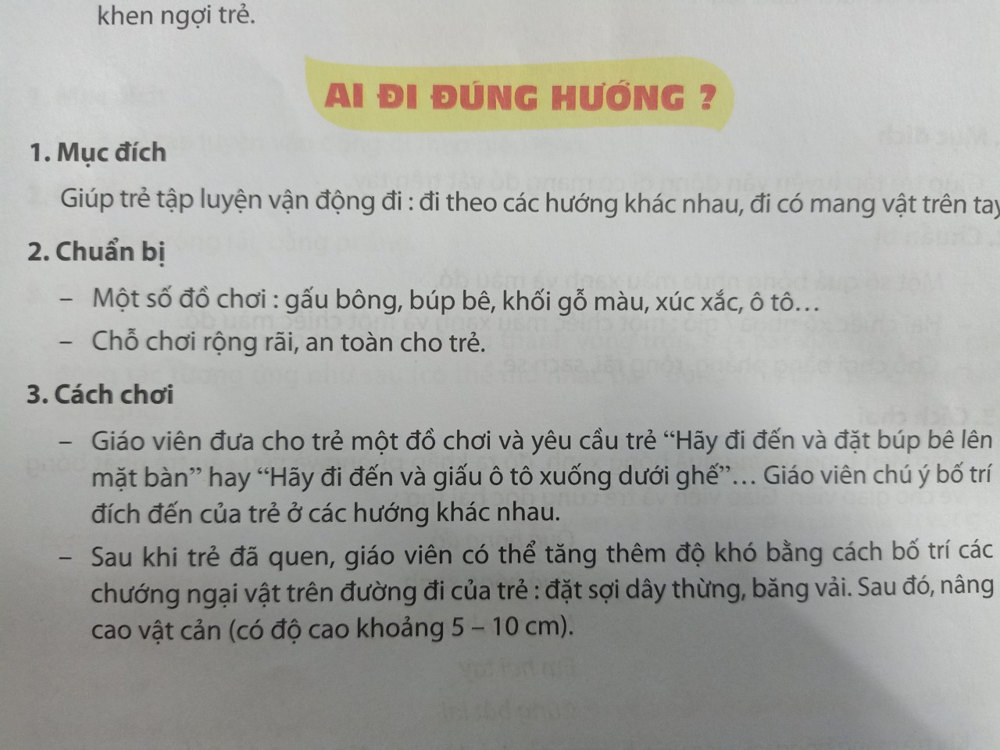 khen ngợi trẻ.
AI ĐI ĐÚNG HƯỚNG ?
1. Mục đích
Giúp trẻ tập luyện vận động đi : đi theo các hướng khác nhau, đi có mang vật trên tay
2. Chuẩn bị
– Một số đồ chơi : gấu bông, búp bê, khối gỗ màu, xúc xắc, ô tô…
– Chỗ chơi rộng rãi, an toàn cho trẻ.
3. Cách chơi
– Giáo viên đưa cho trẻ một đồ chơi và yêu cầu trẻ “Hãy đi đến và đặt búp bê lên
mặt bàn” hay “Hãy đi đến và giấu ô tô xuống dưới ghế”… Giáo viên chú ý bố trí
đích đến của trẻ ở các hướng khác nhau.
– Sau khi trẻ đã quen, giáo viên có thể tăng thêm độ khó bằng cách bố trí các
chướng ngại vật trên đường đi của trẻ : đặt sợi dây thừng, băng vải. Sau đó, nâng
cao vật cản (có độ cao khoảng 5 – 10 cm).